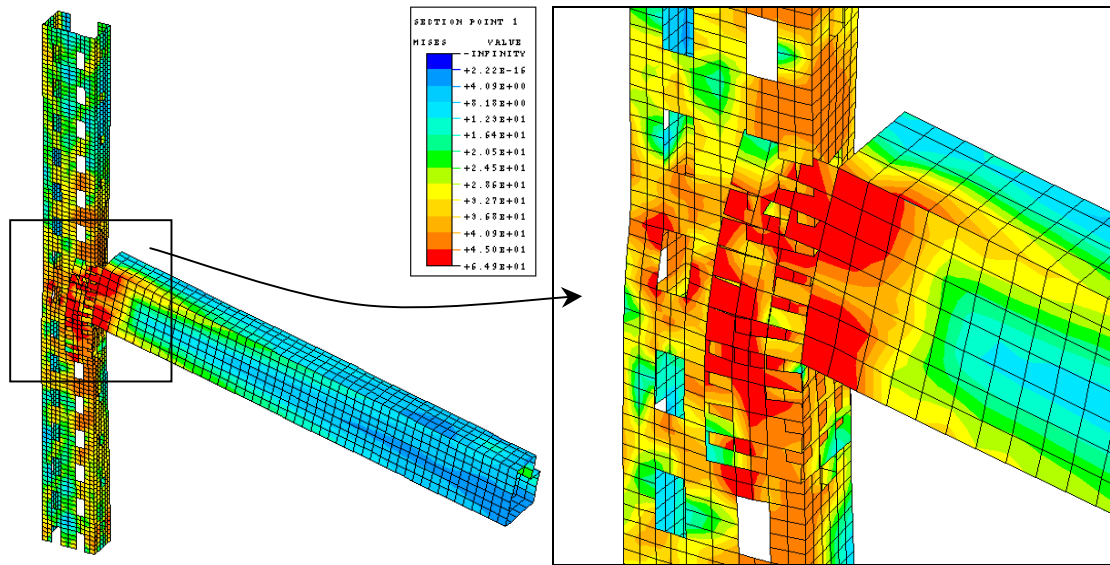 SECTION POINT 1
MISES VALUE
-INFINITY
+2.22E-16
+4.09E+00
+8.18E+00
+1.23E+01
+1.64E+01
+2.05E+01
+2.45E+01
+2.86E+01
+3.27E+01
+3.68E+01
+4.09E+01
+4.50E+01
+6.49E+01